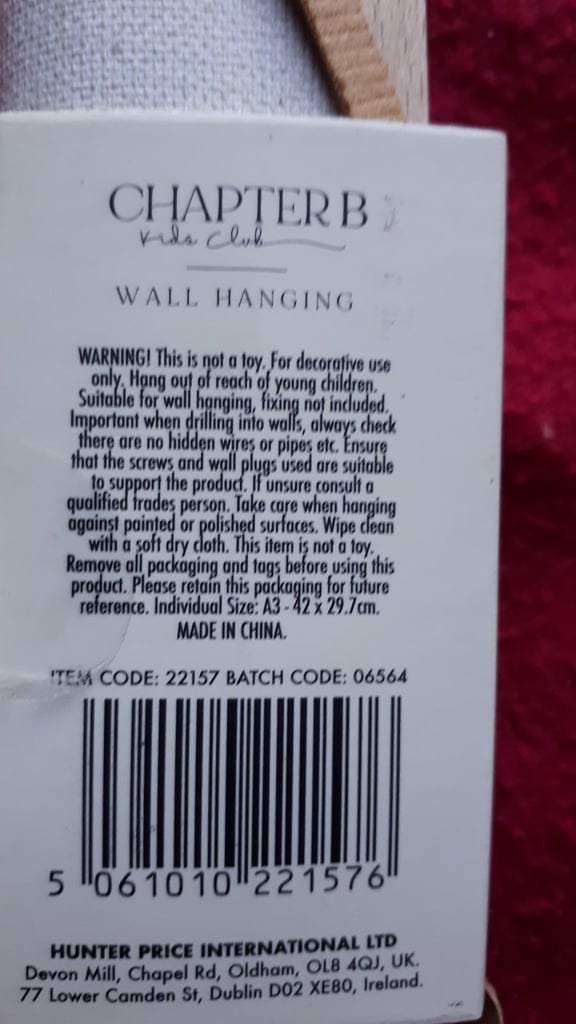 CHAPTER B
Kids Club
WALL HANGING
WARNING! This is not a toy. For decorative use
only. Hang out of reach of young children.
Suitable for wall hanging, fixing not included.
Important when drilling into walls, always check
there are no hidden wires or pipes etc. Ensure
that the screws and wall plugs used are suitable
to support the product. If unsure consult a
qualified trades person. Take care when hanging
against painted or polished surfaces. Wipe clean
with a soft dry cloth. This item is not a toy.
Remove all packaging and tags before using this
product. Please retain this packaging for future
reference. Individual Size: A3 - 42 x 29.7cm.
MADE IN CHINA.
ITEM CODE: 22157 BATCH CODE: 06564
5 061010 221576
HUNTER PRICE INTERNATIONAL LTD
Devon Mill, Chapel Rd, Oldham, OL8 4QJ, UK.
77 Lower Camden St, Dublin D02 XE80, Ireland.